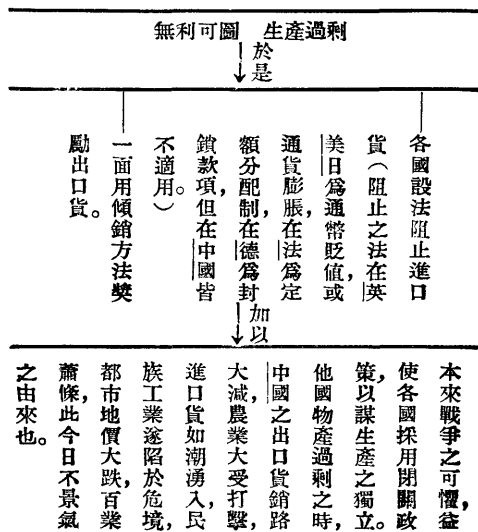 生產過剩 無利可圖
於是
各國設法阻止進口
貨(阻止之法在英
美日爲通幣貶值,或
通貨膨脹,在法爲定
額分配制,在德爲封
鎖款項,但在中國皆
不適用。)
一面用傾銷方法獎
勵出口貨。
加以
本來戰爭之可懼,益
使各國採用閉關政
策,以謀生產之獨立。
他國物產過剩之時,
中國之出口貨銷路
大減,農業大受打擊,
進口貨如潮湧入,民
族工業遂陷於危境,
都市地價大跌,百業
蕭條,此今日不景氣
之由來也。